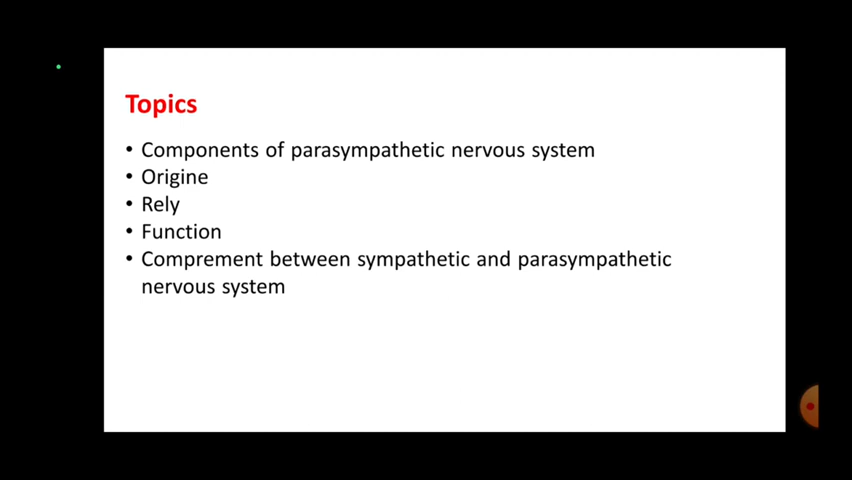 Topics
• Components of parasympathetic nervous system
• Origine
• Rely
• Function
• Comprement between sympathetic and parasympathetic
nervous system